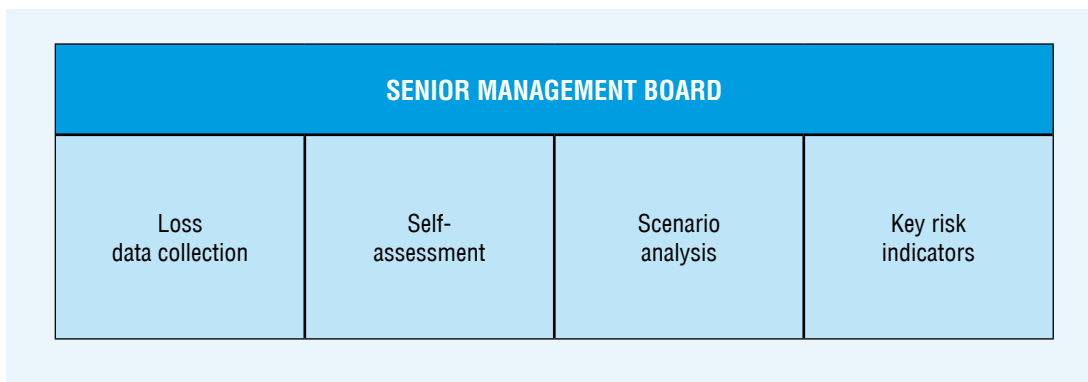 SENIOR MANAGEMENT BOARD
Loss
data collection
Self-
assessment
Scenario
analysis
Key risk
indicators